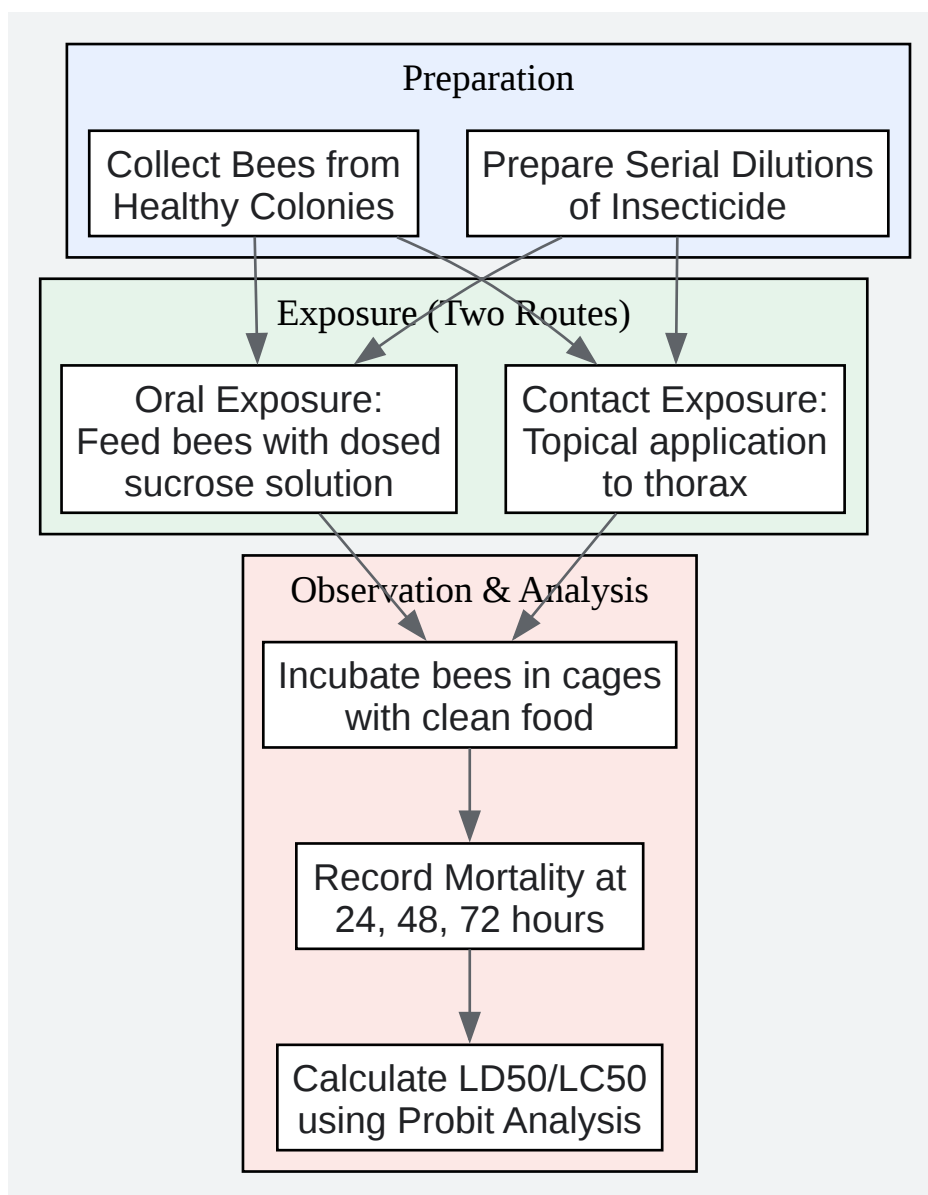 Preparation
Collect Bees from
Healthy Colonies
Prepare Serial Dilutions
of Insecticide
Exposure (Two Routes)
Oral Exposure:
Feed bees with dosed
sucrose solution
Contact Exposure:
Topical application
to thorax
Observation & Analysis
Incubate bees in cages
with clean food
Record Mortality at
24, 48, 72 hours
Calculate LD50/LC50
using Probit Analysis